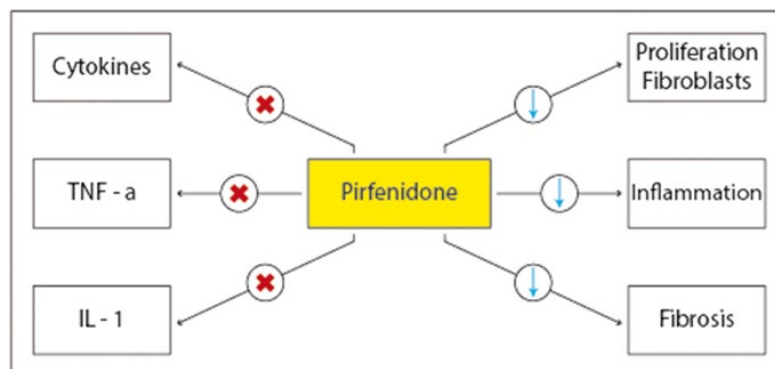 Cytokines
Proliferation
Fibroblasts
TNF - a
Pirfenidone
Inflammation
IL - 1
Fibrosis